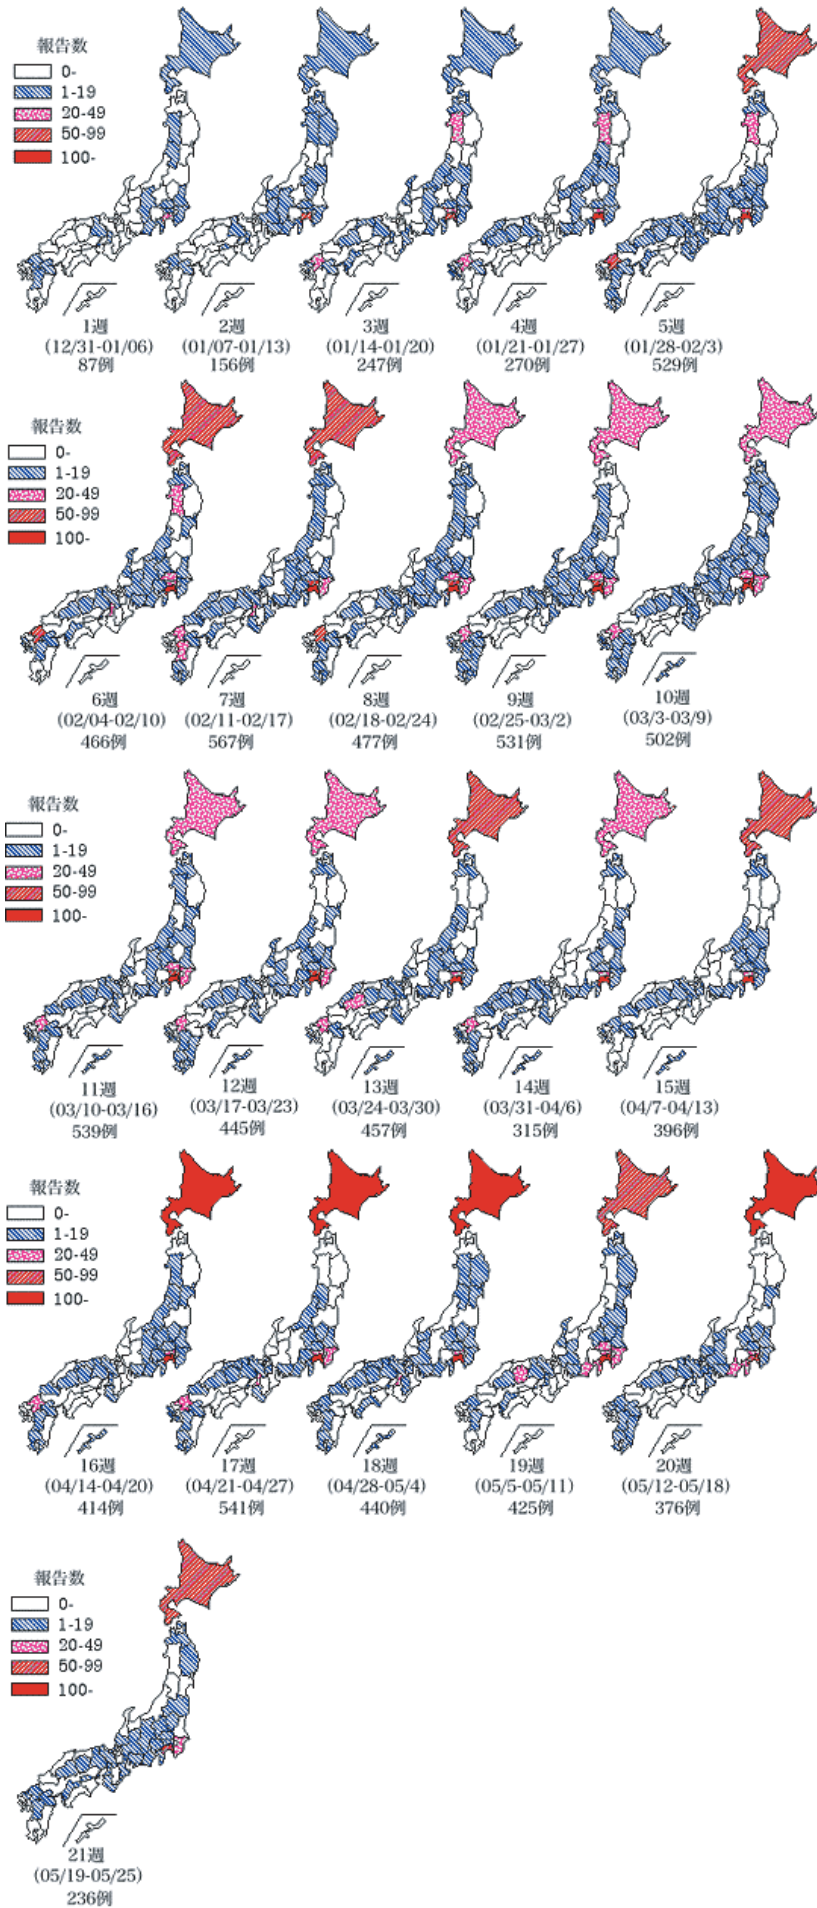 報告数
0-
1-19
20-49
50-99
100-
1週
(12/31-01/06)
87例
2週
(01/07-01/13)
156例
3週
(01/14-01/20)
247例
4週
(01/21-01/27)
270例
5週
(01/28-02/3)
529例
報告数
0-
1-19
20-49
50-99
100-
6週
(02/04-02/10)
466例
7週
(02/11-02/17)
567例
8週
(02/18-02/24)
477例
9週
(02/25-03/2)
531例
10週
(03/3-03/9)
502例
報告数
0-
1-19
20-49
50-99
100-
11週
(03/10-03/16)
539例
12週
(03/17-03/23)
445例
13週
(03/24-03/30)
457例
14週
(03/31-04/6)
315例
15週
(04/7-04/13)
396例
報告数
0-
1-19
20-49
50-99
100-
16週
(04/14-04/20)
414例
17週
(04/21-04/27)
541例
18週
(04/28-05/4)
440例
19週
(05/5-05/11)
425例
20週
(05/12-05/18)
376例
報告数
0-
1-19
20-49
50-99
100-
21週
(05/19-05/25)
236例